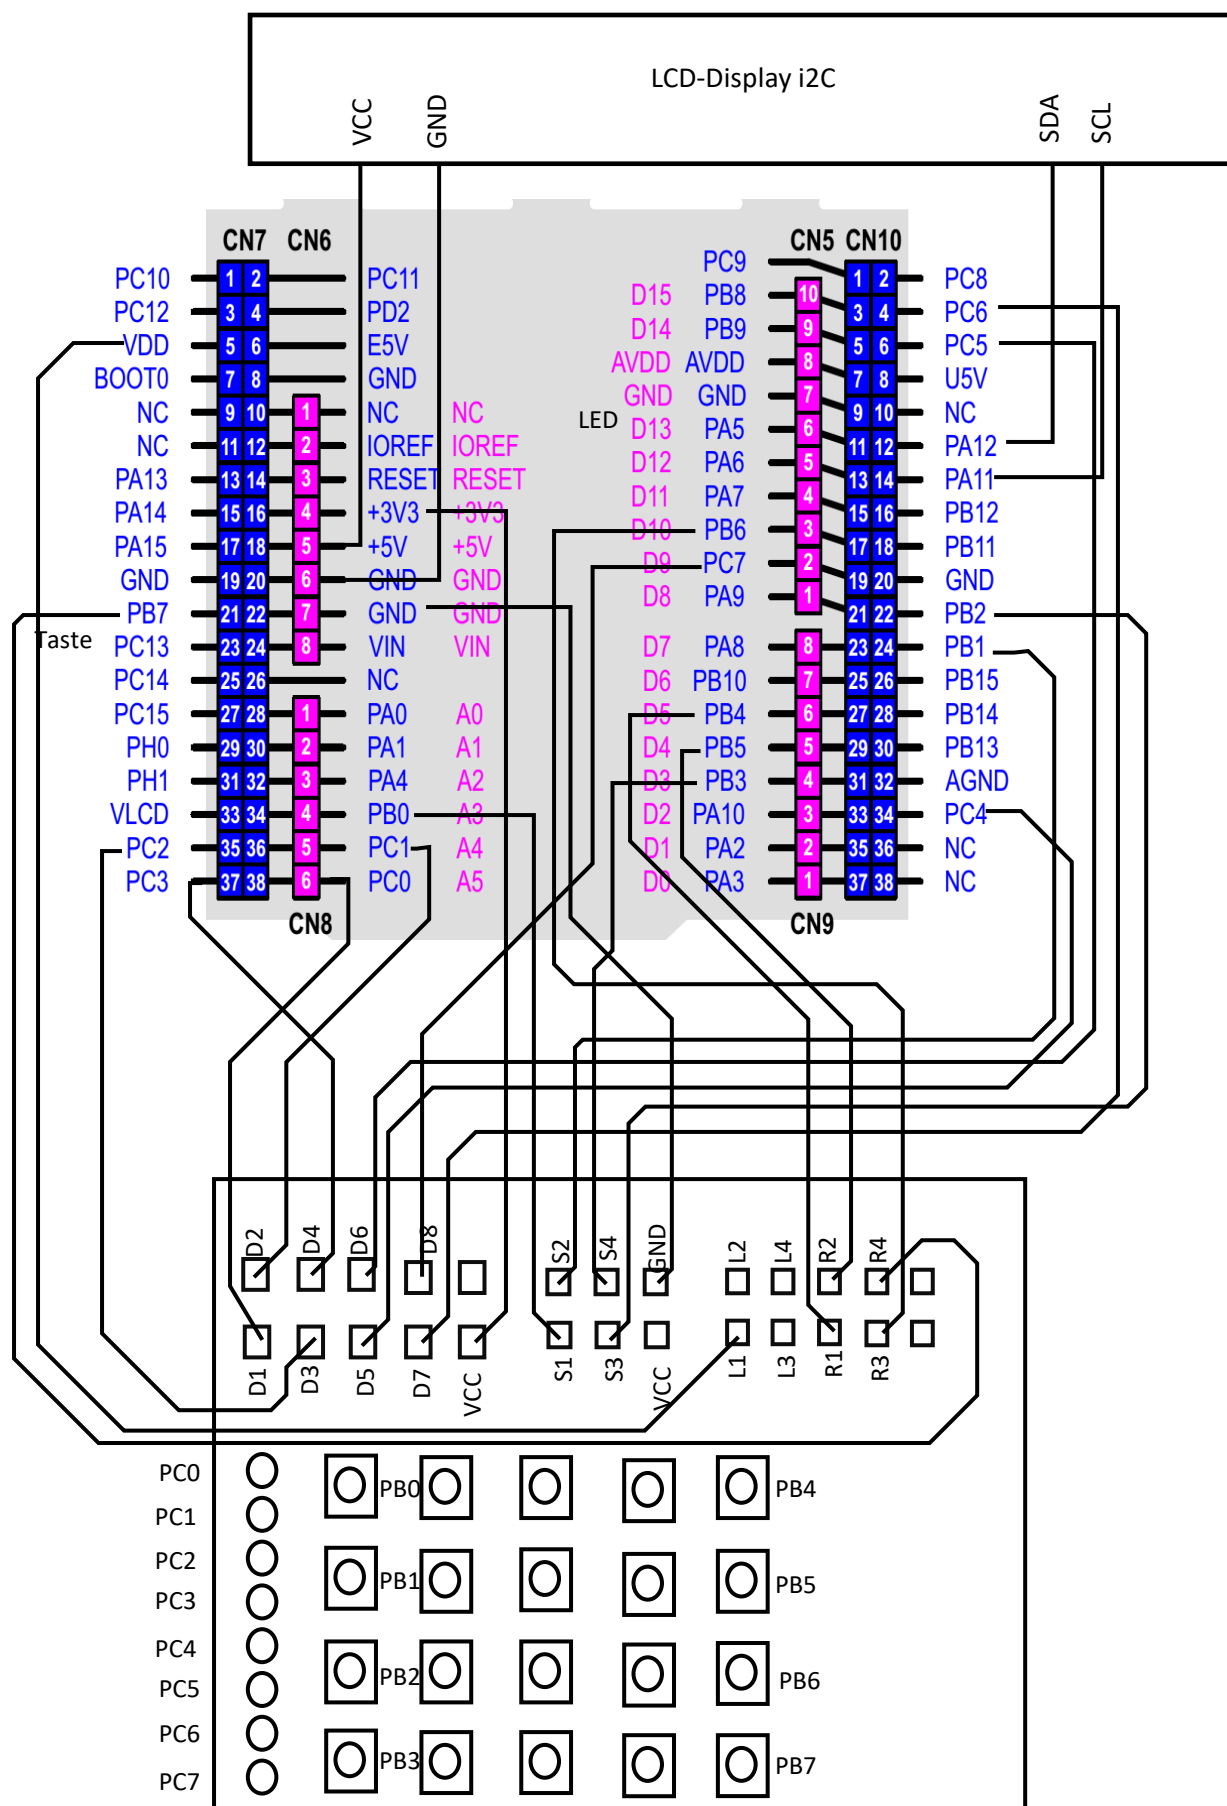 LCD-Display i2C
VCC GND SDA SCL
CN7 CN6 CN5 CN10
PC9
PC10 1 2 PC11 1 2 PC8
D15 PB8 10
PC12 3 4 PD2 3 4 PC6
D14 PB9 9
VDD 5 6 E5V 5 6 PC5
AVDD AVDD 8
BOOT0 7 8 GND 7 8 U5V
GND GND 7
NC 9 10 1 NC NC 9 10 NC
LED D13 PA5 6
NC 11 12 2 IOREF IOREF 11 12 PA12
D12 PA6 5
PA13 13 14 3 RESET RESET 13 14 PA11
D11 PA7 4
PA14 15 16 4 +3V3 +3V3 15 16 PB12
D10 PB6 3
PA15 17 18 5 +5V +5V 17 18 PB11
D9 PC7 2
GND 19 20 6 GND GND 19 20 GND
D8 PA9 1
PB7 21 22 7 GND GND 21 22 PB2
Taste PC13 23 24 8 VIN VIN D7 PA8 8 23 24 PB1
PC14 25 26 NC D6 PB10 7 25 26 PB15
PC15 27 28 1 PA0 A0 D5 PB4 6 27 28 PB14
PH0 29 30 2 PA1 A1 D4 PB5 5 29 30 PB13
PH1 31 32 3 PA4 A2 D3 PB3 4 31 32 AGND
VLCD 33 34 4 PB0 A3 D2 PA10 3 33 34 PC4
PC2 35 36 5 PC1 A4 D1 PA2 2 35 36 NC
PC3 37 38 6 PC0 A5 D0 PA3 1 37 38 NC
CN8 CN9
D2 D4 D6 D8 S2 S4 GND L2 L4 R2 R4
D1 D3 D5 D7 VCC S1 S3 VCC L1 L3 R1 R3
PC0 PB0 PB4
PC1
PC2 PB1 PB5
PC3
PC4 PB2 PB6
PC5
PC6 PB3 PB7
PC7